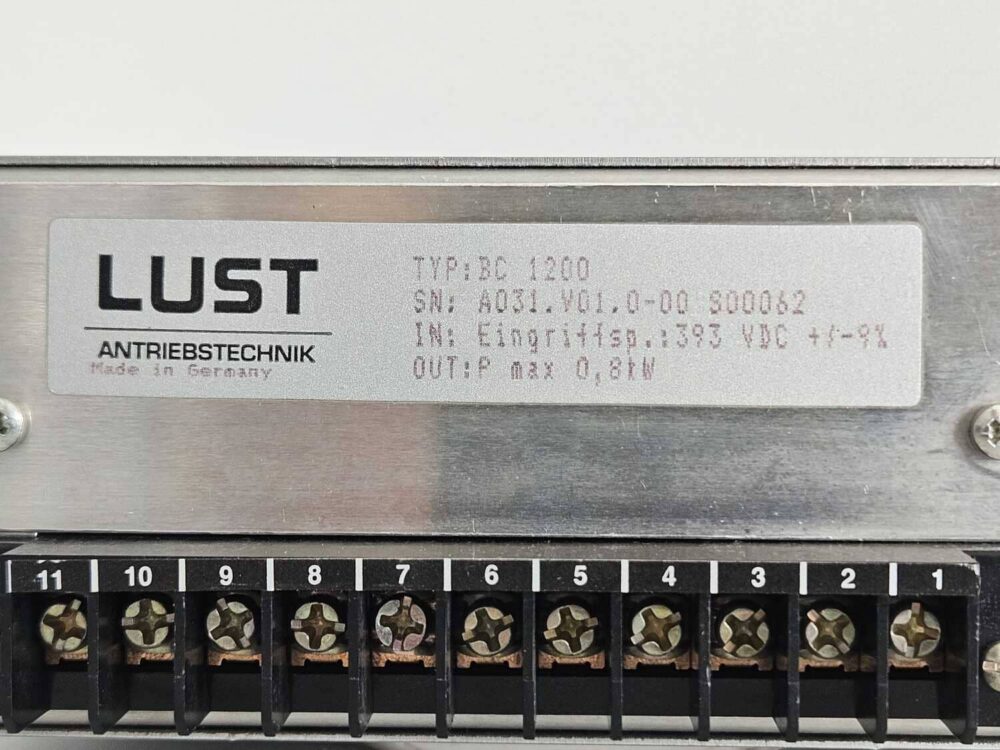 LUST
ANTRIEBSTECHNIK
Made in Germany
TYP:BC 1200
SN: A031.V01.0-00 S00062
IN: Eingriffsp.:393 VDC +/-9%
OUT:P max 0,8kW
11 10 9 8 7 6 5 4 3 2 1